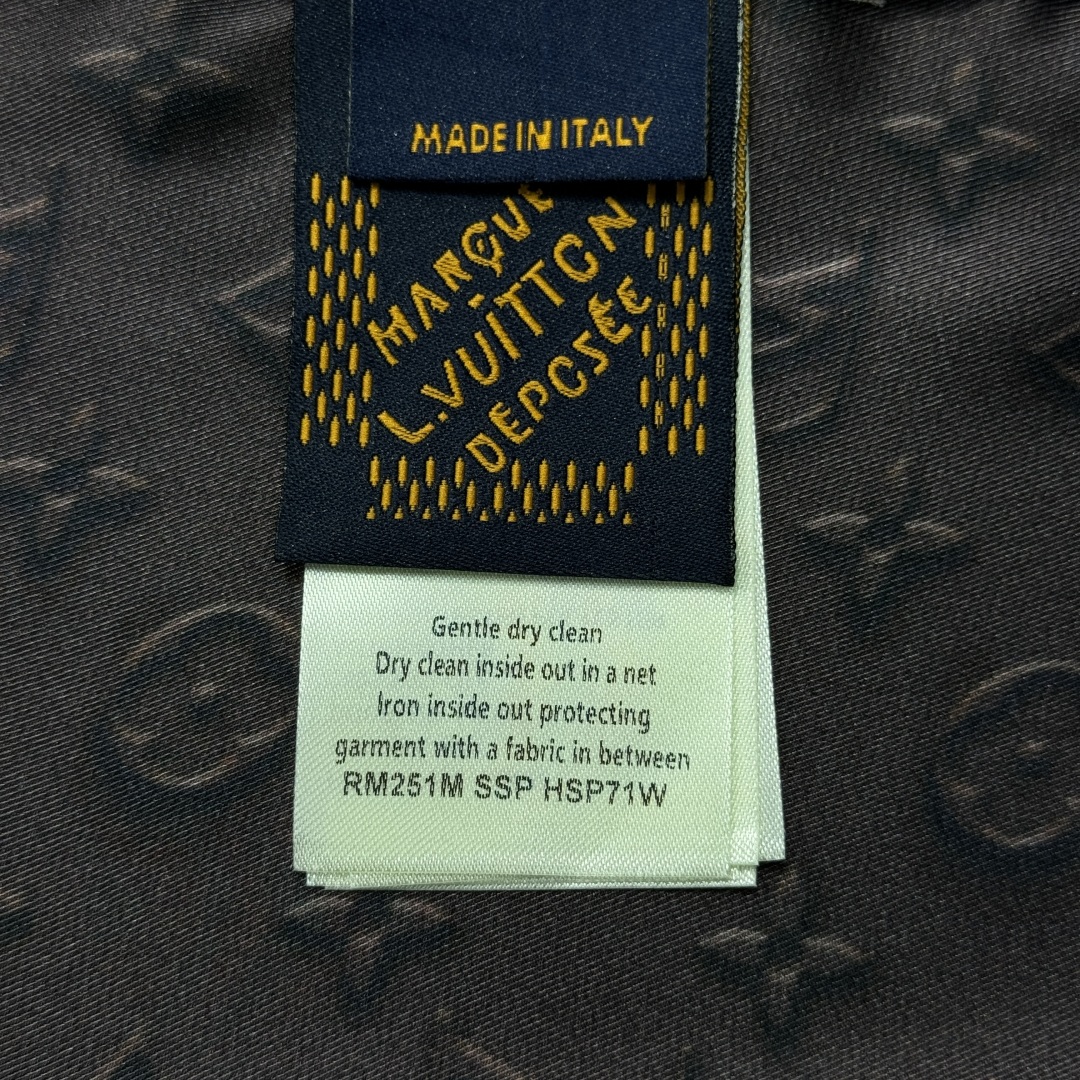 MADE IN ITALY
MARQUE
L.VUITTON
DÉPOSÉE
Gentle dry clean
Dry clean inside out in a net
Iron inside out protecting
garment with a fabric in between
RM251M SSP HSP71W